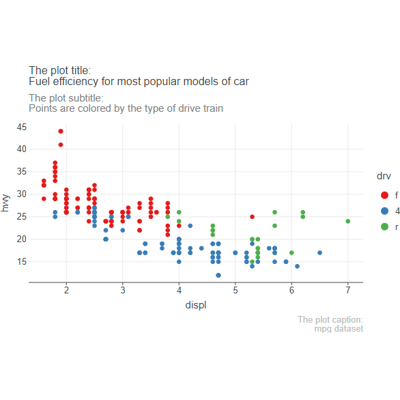 The plot title:
Fuel efficiency for most popular models of car
The plot subtitle:
Points are colored by the type of drive train
45
40
35
30
25
20
15
hwy
2 3 4 5 6 7
displ
drv
f
4
r
The plot caption:
mpg dataset